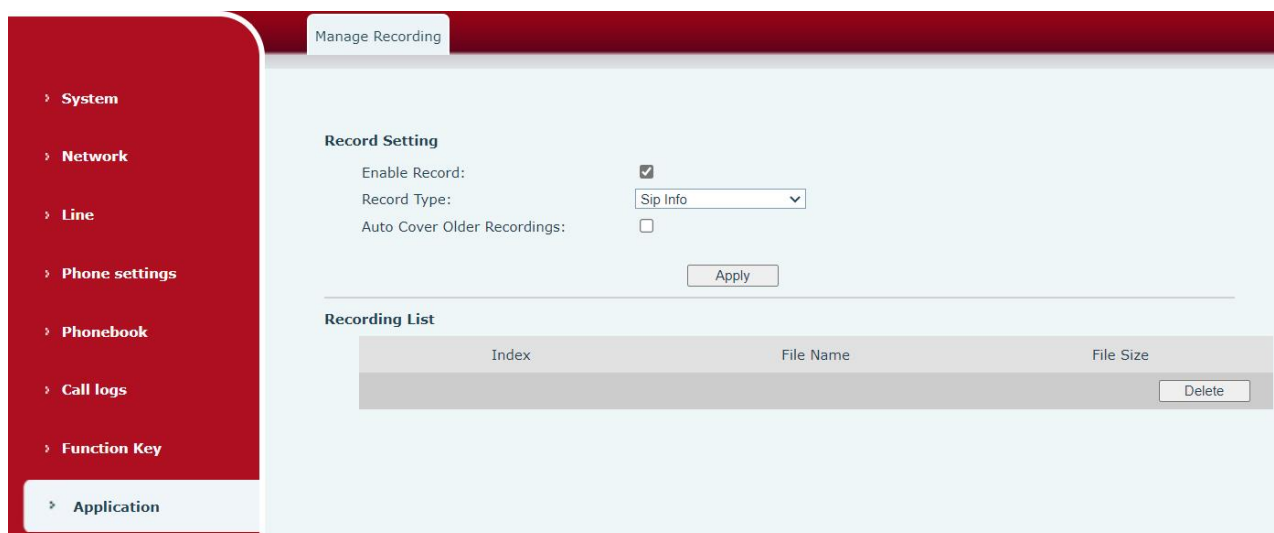 Manage Recording
System
Network
Line
Phone settings
Phonebook
Call logs
Function Key
Application
Record Setting
Enable Record:
Record Type: Sip Info
Auto Cover Older Recordings:
Apply
Recording List
Index File Name File Size
Delete